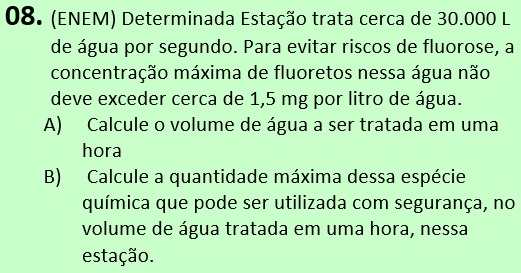 08. (ENEM) Determinada Estação trata cerca de 30.000 L
de água por segundo. Para evitar riscos de fluorose, a
concentração máxima de fluoretos nessa água não
deve exceder cerca de 1,5 mg por litro de água.
A) Calcule o volume de água a ser tratada em uma
hora
B) Calcule a quantidade máxima dessa espécie
química que pode ser utilizada com segurança, no
volume de água tratada em uma hora, nessa
estação.